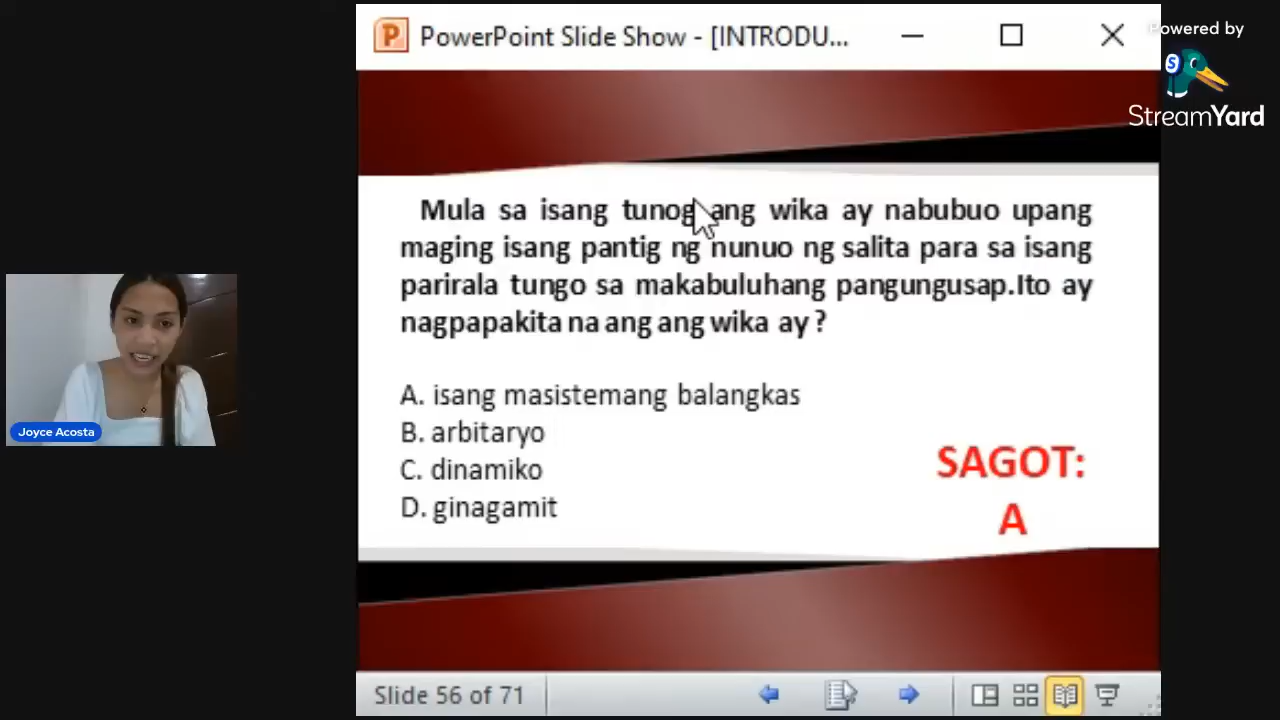 PowerPoint Slide Show - [INTRODU...
Powered by
StreamYard
Mula sa isang tunog ang wika ay nabubuo upang
maging isang pantig ng nunuo ng salita para sa isang
parirala tungo sa makabuluhang pangungusap.Ito ay
nagpapakita na ang ang wika ay ?
A. isang masistemang balangkas
B. arbitaryo
C. dinamiko
D. ginagamit
SAGOT:
A
Joyce Acosta
Slide 56 of 71